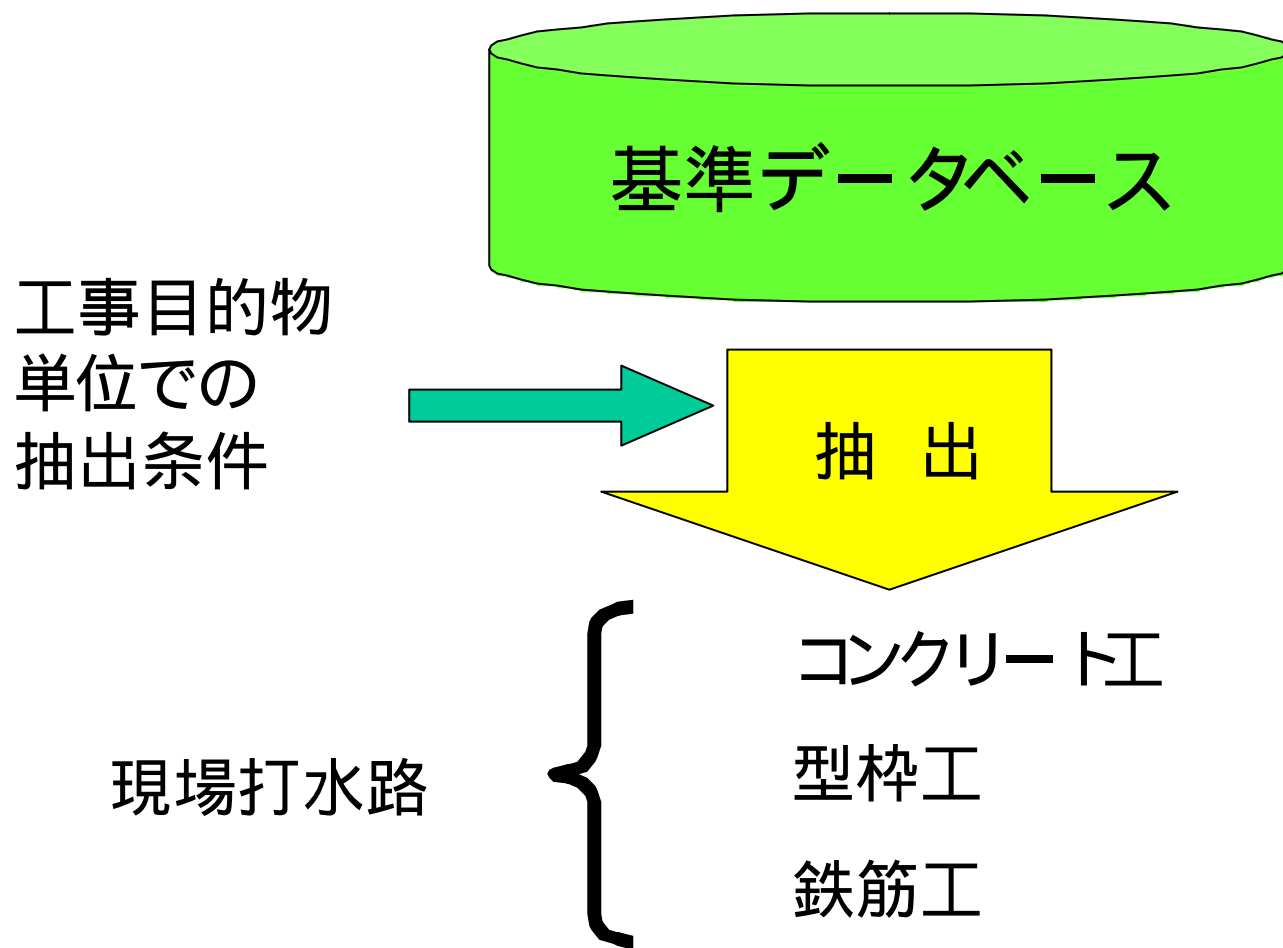 基準データベース
工事目的物
単位での
抽出条件
抽 出
コンクリート工
現場打水路
型枠工
鉄筋工